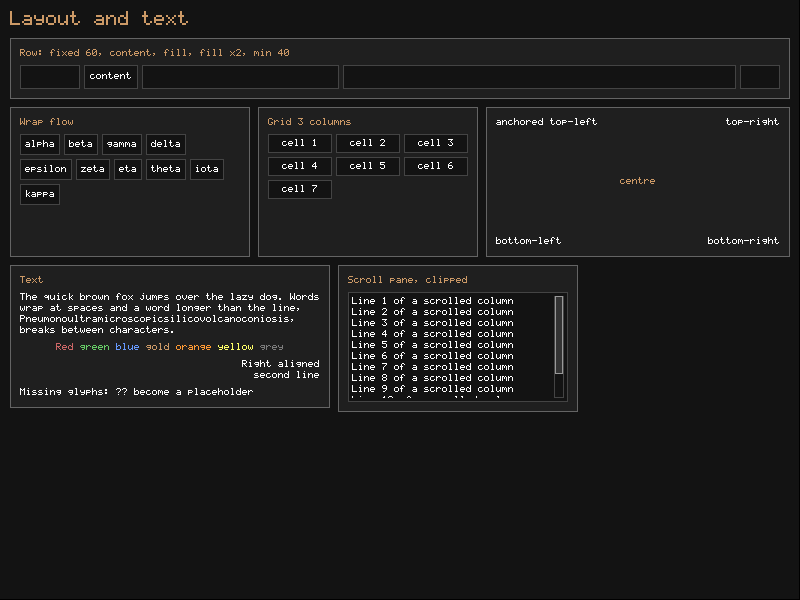 Layout and text
Row: fixed 60, content, fill, fill x2, min 40
content
Wrap flow
alpha beta gamma delta
epsilon zeta eta theta iota
kappa
Grid 3 columns
cell 1 cell 2 cell 3
cell 4 cell 5 cell 6
cell 7
anchored top-left top-right
centre
bottom-left bottom-right
Text
The quick brown fox jumps over the lazy dog. Words
wrap at spaces and a word longer than the line,
Pneumonoultramicroscopicsilicovolcanoconiosis,
breaks between characters.
Red green blue gold orange yellow grey
Right aligned
second line
Missing glyphs: ?? become a placeholder
Scroll pane, clipped
Line 1 of a scrolled column
Line 2 of a scrolled column
Line 3 of a scrolled column
Line 4 of a scrolled column
Line 5 of a scrolled column
Line 6 of a scrolled column
Line 7 of a scrolled column
Line 8 of a scrolled column
Line 9 of a scrolled column